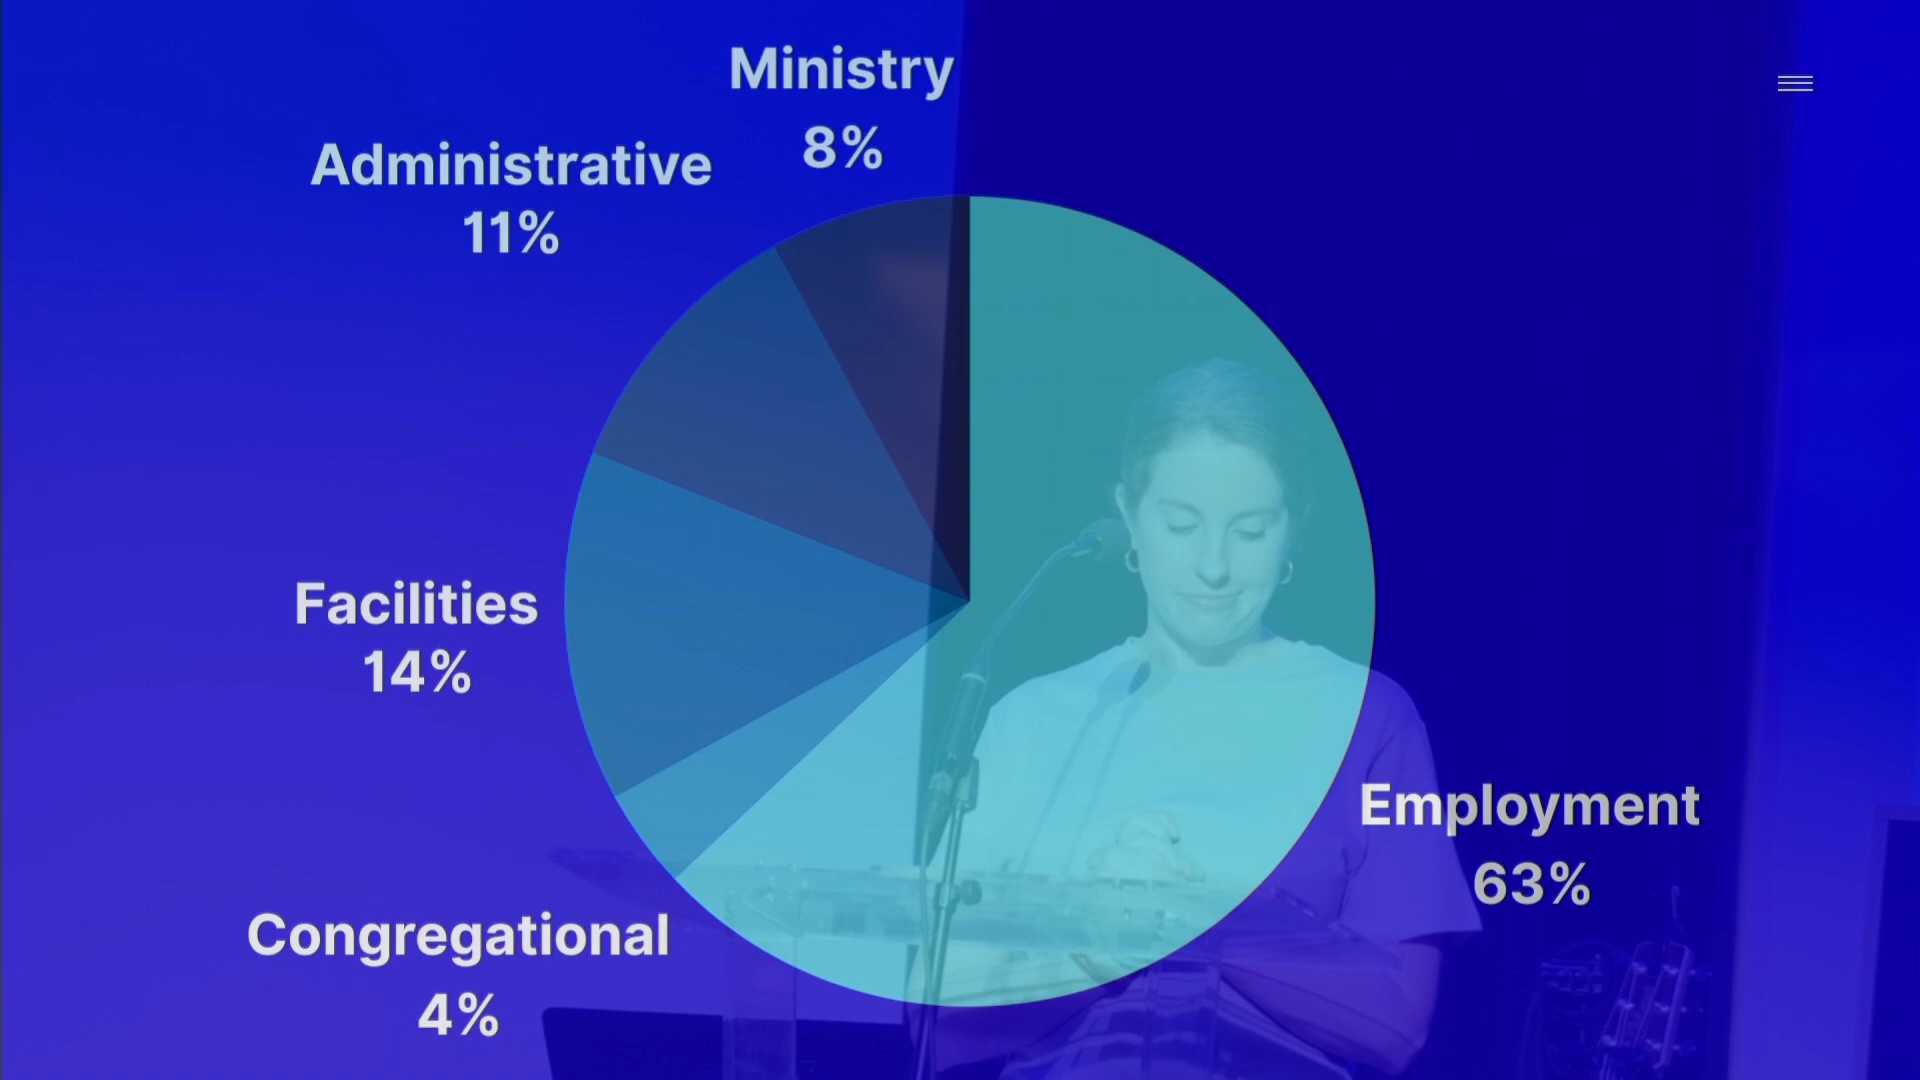 Ministry
8%
Administrative
11%
Facilities
14%
Employment
63%
Congregational
4%